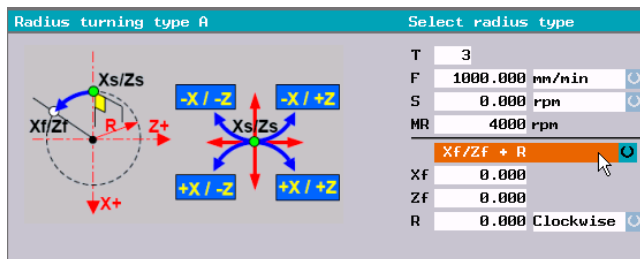 Radius turning type A
Select radius type
Xs/Zs
Xf/Zf
R
Z+
X+
-X / -Z
-X / +Z
Xs/Zs
+X / -Z
+X / +Z
T 3
F 1000.000 mm/min
S 0.000 rpm
MR 4000 rpm
Xf/Zf + R
Xf 0.000
Zf 0.000
R 0.000 Clockwise